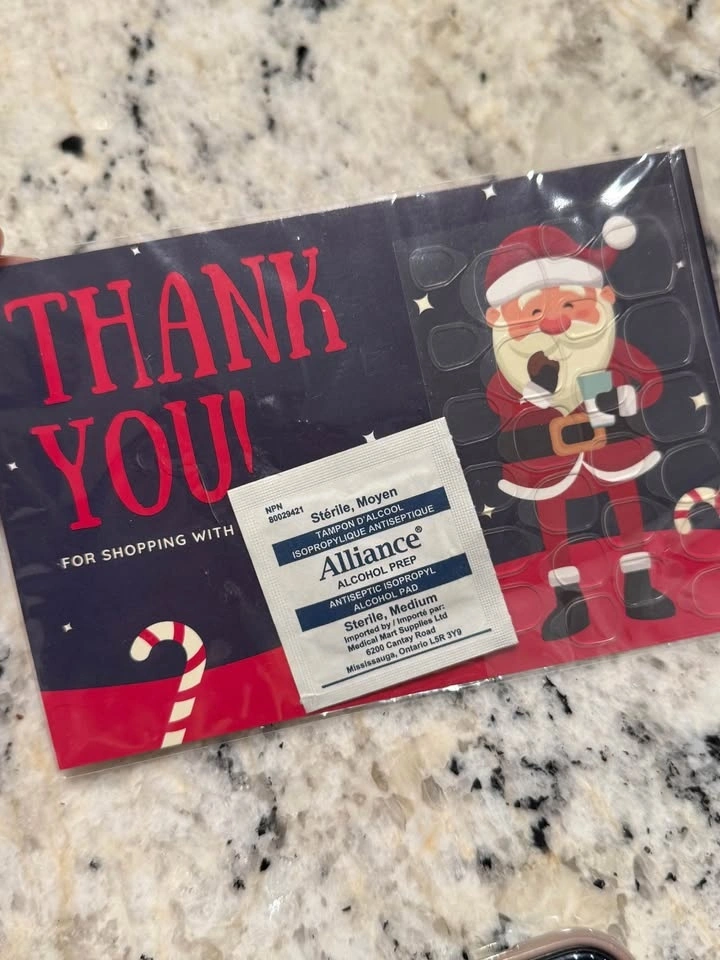 THANK
YOU!
FOR SHOPPING WITH
NPN
80029421
Stérile, Moyen
TAMPON D'ALCOOL
ISOPROPYLIQUE ANTISEPTIQUE
Alliance®
ALCOHOL PREP
ANTISEPTIC ISOPROPYL
ALCOHOL PAD
Sterile, Medium
Imported by / Importé par:
Medical Mart Supplies Ltd
6200 Cantay Road
Mississauga, Ontario L5R 3Y9